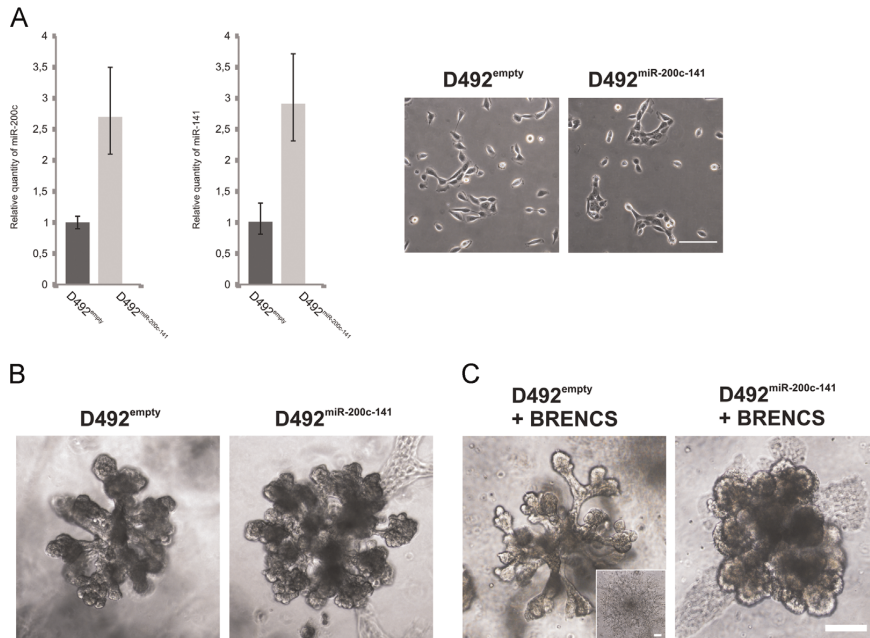 A
4
3,5
3
2,5
2
1,5
1
0,5
0
Relative quantity of miR-200c
D492empty
D492miR-200c-141
4
3,5
3
2,5
2
1,5
1
0,5
0
Relative quantity of miR-141
D492empty
D492miR-200c-141
D492empty
D492miR-200c-141
B
D492empty
D492miR-200c-141
C
D492empty
+ BRENCS
D492miR-200c-141
+ BRENCS